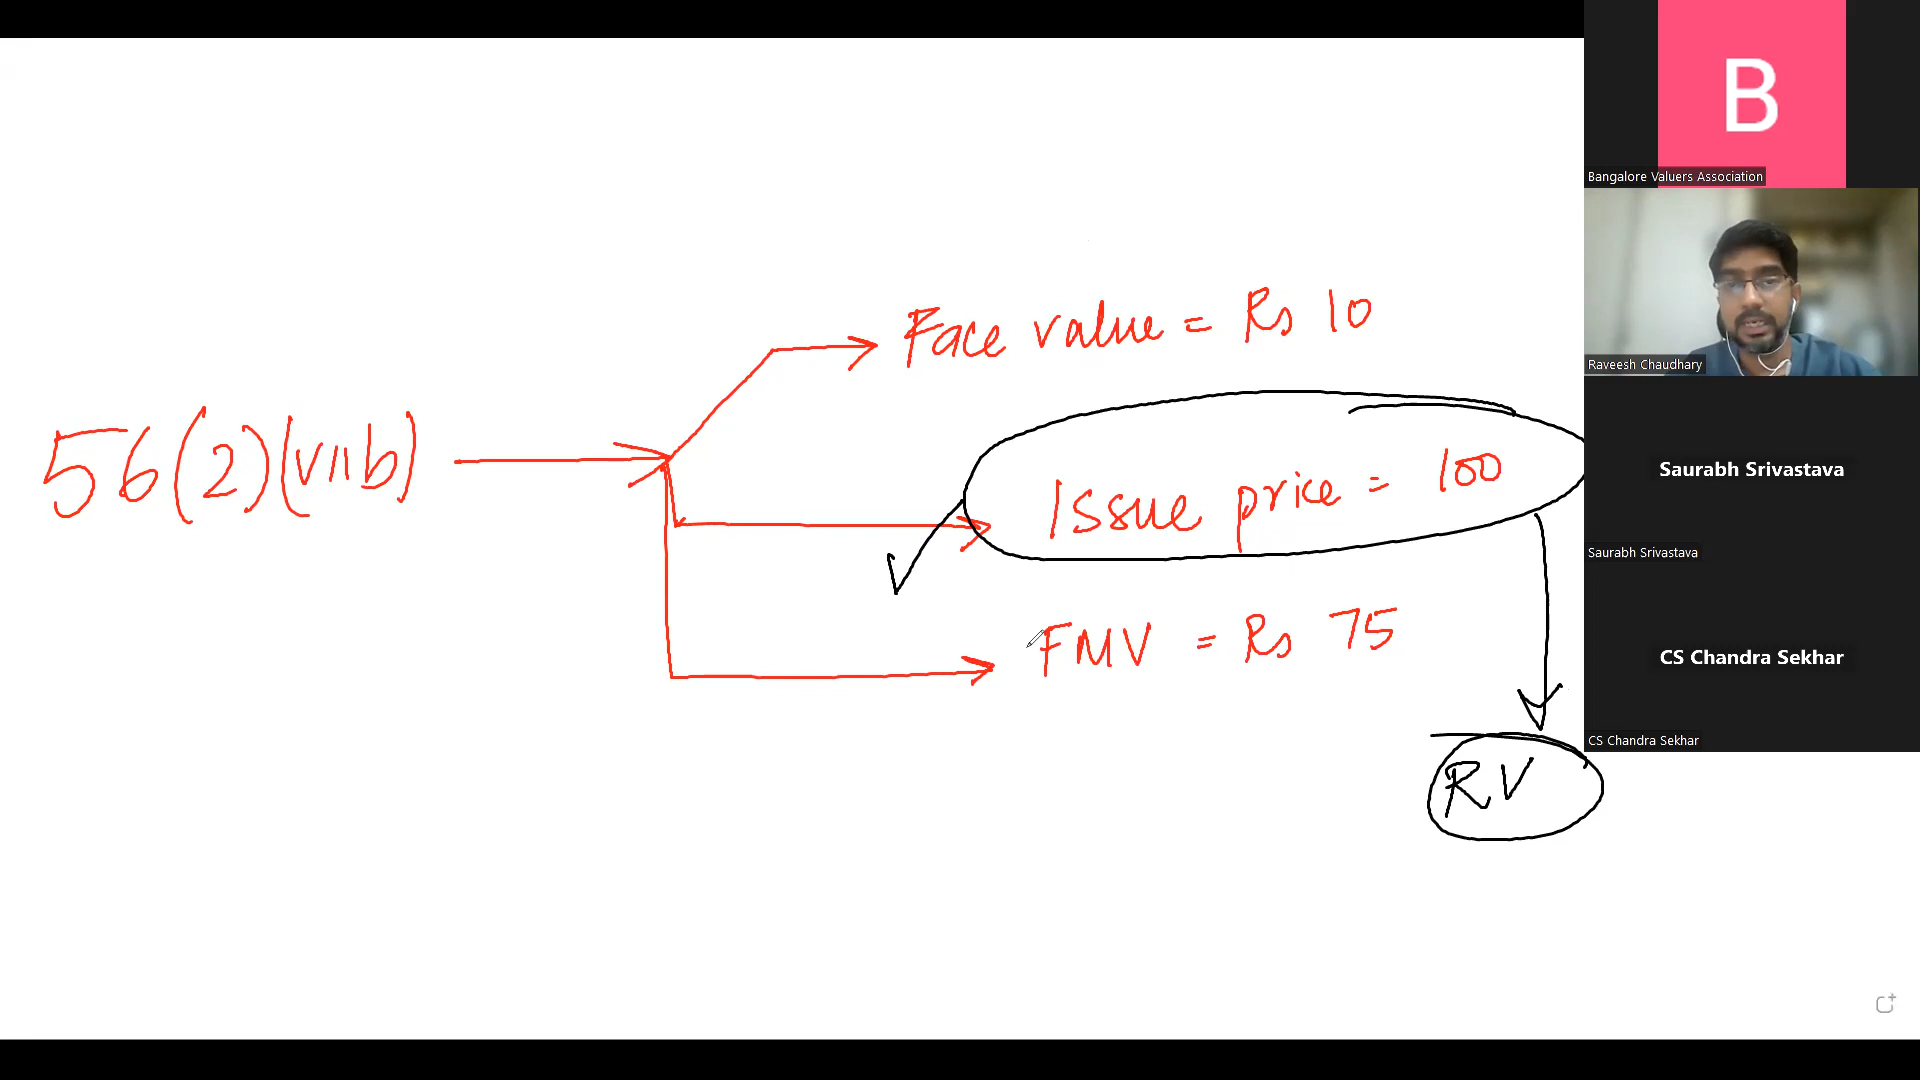 Face value = Rs 10
56(2)(viib)
Issue price = 100
FMV = Rs 75
RV
B
Bangalore Valuers Association
Raveesh Chaudhary
Saurabh Srivastava
Saurabh Srivastava
CS Chandra Sekhar
CS Chandra Sekhar